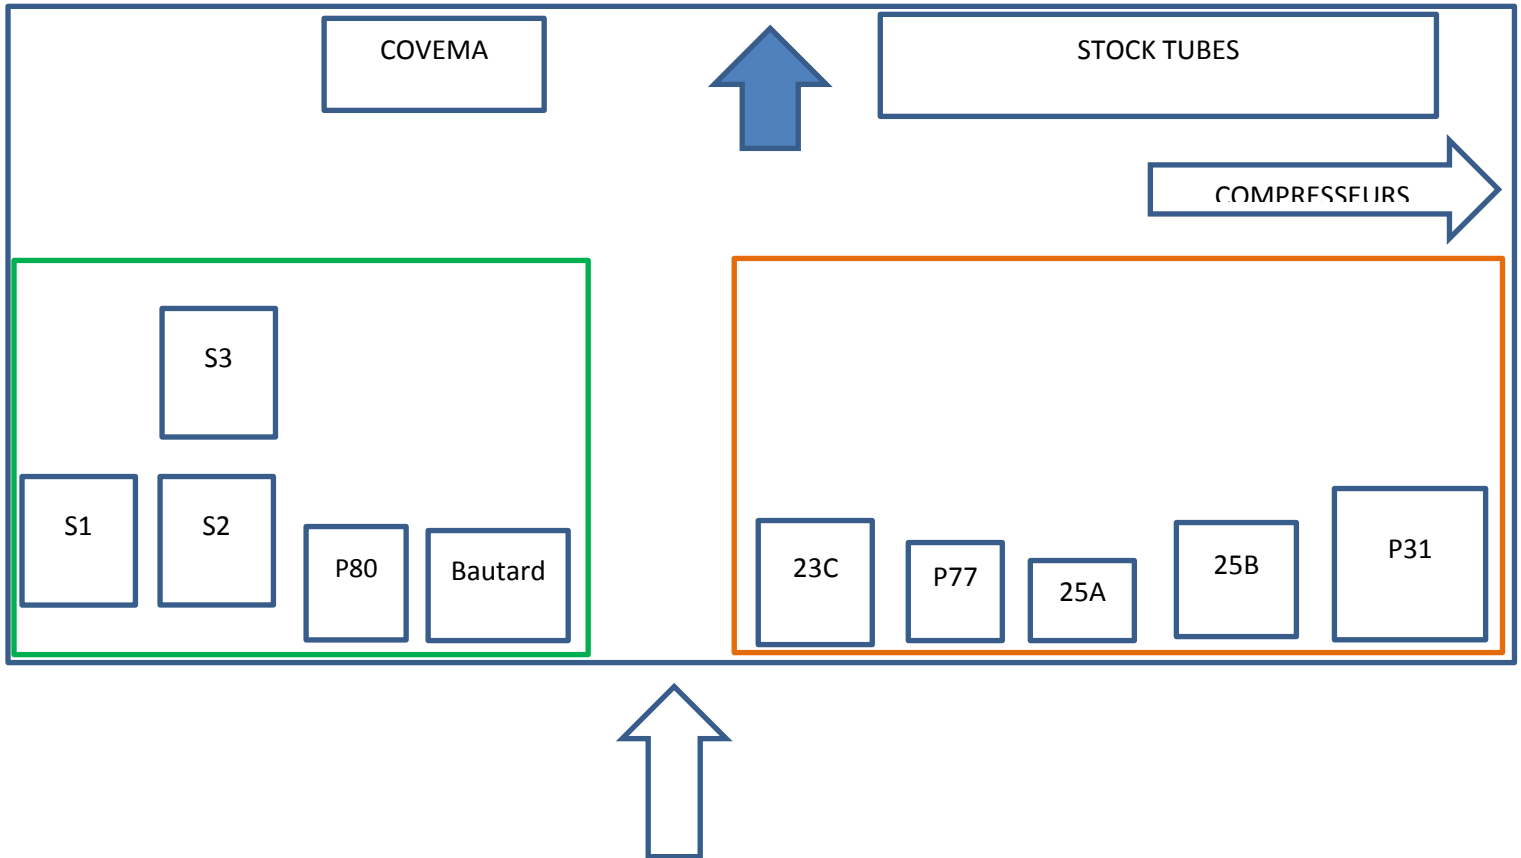 COVEMA
STOCK TUBES
COMPRESSEURS
S3
S1
S2
P80
Bautard
23C
P77
25A
25B
P31